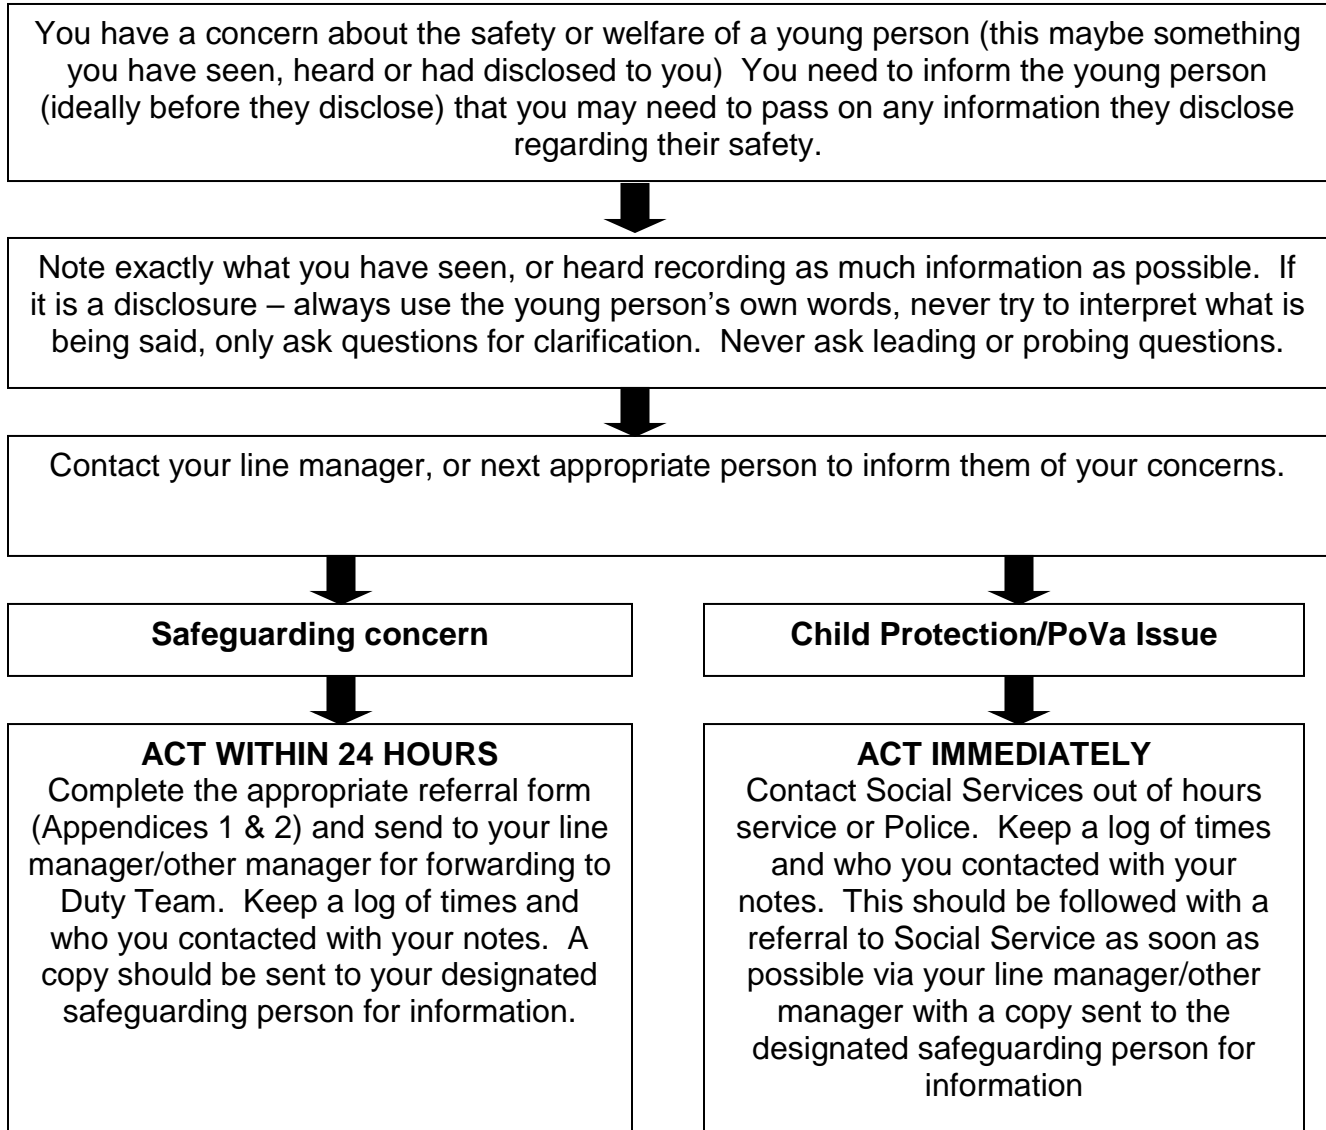 You have a concern about the safety or welfare of a young person (this maybe something
you have seen, heard or had disclosed to you)  You need to inform the young person
(ideally before they disclose) that you may need to pass on any information they disclose
regarding their safety.
Note exactly what you have seen, or heard recording as much information as possible.  If
it is a disclosure – always use the young person’s own words, never try to interpret what is
being said, only ask questions for clarification.  Never ask leading or probing questions.
Contact your line manager, or next appropriate person to inform them of your concerns.
Safeguarding concern
ACT WITHIN 24 HOURS
Complete the appropriate referral form
(Appendices 1 & 2) and send to your line
manager/other manager for forwarding to
Duty Team.  Keep a log of times and
who you contacted with your notes.  A
copy should be sent to your designated
safeguarding person for information.
Child Protection/PoVa Issue
ACT IMMEDIATELY
Contact Social Services out of hours
service or Police.  Keep a log of times
and who you contacted with your
notes.  This should be followed with a
referral to Social Service as soon as
possible via your line manager/other
manager with a copy sent to the
designated safeguarding person for
information